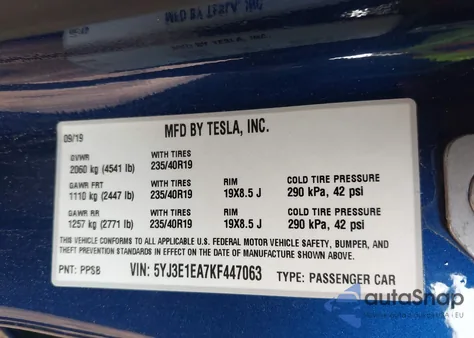 MFD BY TESLA, INC.
09/19
GVWR
2060 kg (4541 lb)
WITH TIRES
235/40R19
GAWR FRT
1110 kg (2447 lb)
WITH TIRES
235/40R19
RIM
19X8.5 J
COLD TIRE PRESSURE
290 kPa, 42 psi
GAWR RR
1257 kg (2771 lb)
WITH TIRES
235/40R19
RIM
19X8.5 J
COLD TIRE PRESSURE
290 kPa, 42 psi
THIS VEHICLE CONFORMS TO ALL APPLICABLE U.S. FEDERAL MOTOR VEHICLE SAFETY, BUMPER, AND
THEFT PREVENTION STANDARDS IN EFFECT ON THE DATE OF MANUFACTURE SHOWN ABOVE.
PNT: PPSB VIN: 5YJ3E1EA7KF447063 TYPE: PASSENGER CAR
autoSnap